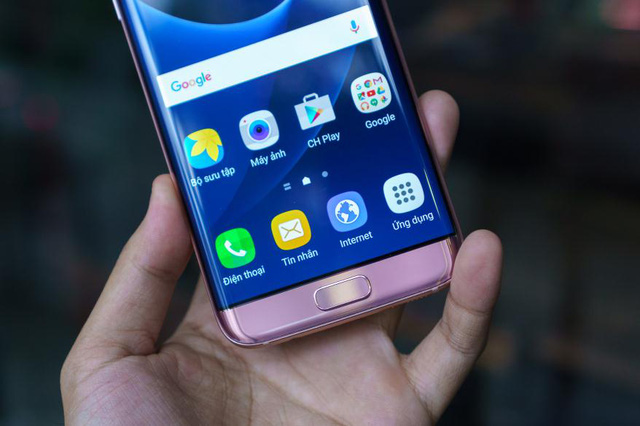 Google
Bộ sưu tập
Máy ảnh
CH Play
Google
Điện thoại
Tin nhắn
Internet
Ứng dụng